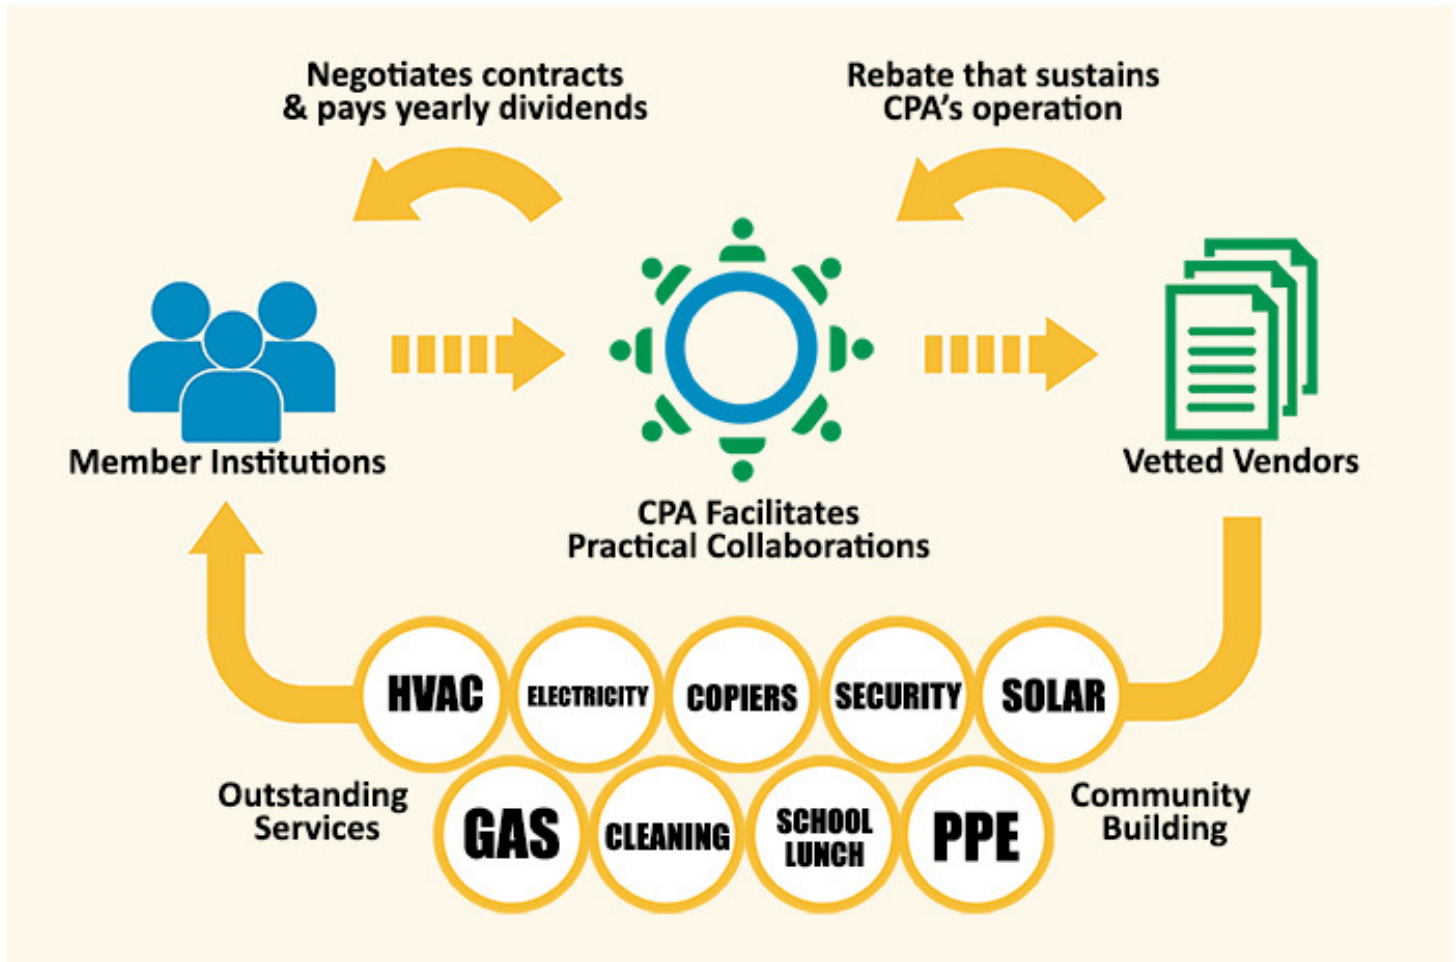 Negotiates contracts
& pays yearly dividends
Rebate that sustains
CPA's operation
Member Institutions
CPA Facilitates
Practical Collaborations
Vetted Vendors
HVAC
ELECTRICITY
COPIERS
SECURITY
SOLAR
Outstanding
Services
GAS
CLEANING
SCHOOL
LUNCH
PPE
Community
Building